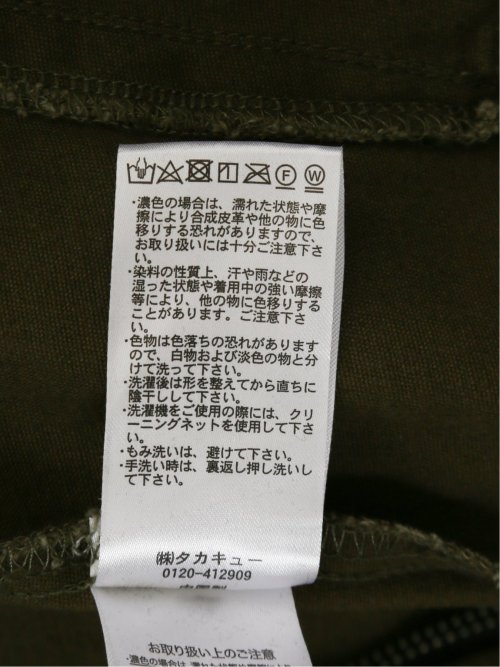 F W
・濃色の場合は、濡れた状態や摩
擦により合成皮革や他の物に色
移りする恐れがありますので、
お取り扱いには十分ご注意下さ
い。
・染料の性質上、汗や雨などの
湿った状態や着用中の強い摩擦
等により、他の物に色移りする
ことがあります。ご注意下さ
い。
・色物は色落ちの恐れがあります
ので、白物および淡色の物と分
けて洗って下さい。
・洗濯後は形を整えてから直ちに
陰干しして下さい。
・洗濯機をご使用の際には、クリ
ーニングネットを使用して下さ
い。
・もみ洗いは、避けて下さい。
・手洗い時は、裏返し押し洗いし
て下さい。
㈱タカキュー
0120-412909
お取り扱い上のご注意